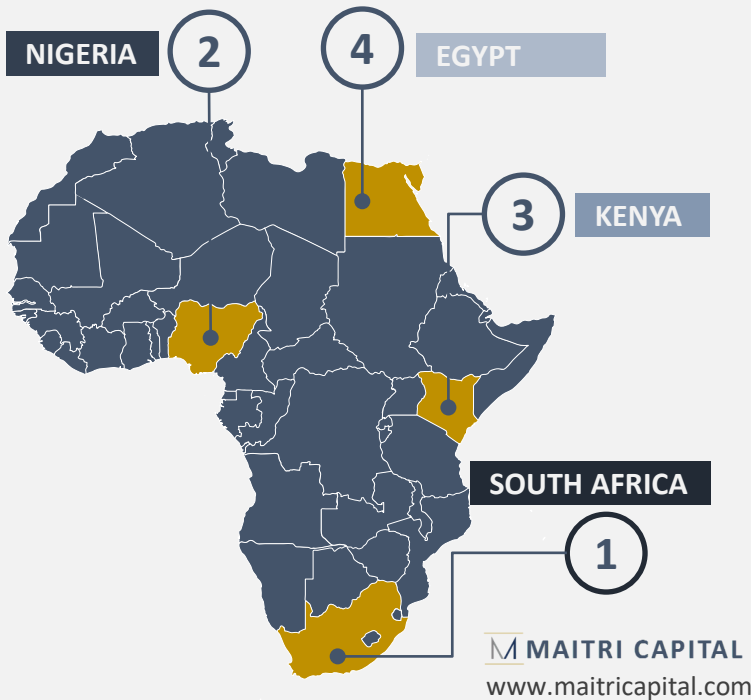 NIGERIA
2
4
EGYPT
3
KENYA
SOUTH AFRICA
1
MAITRI CAPITAL
www.maitricapital.com